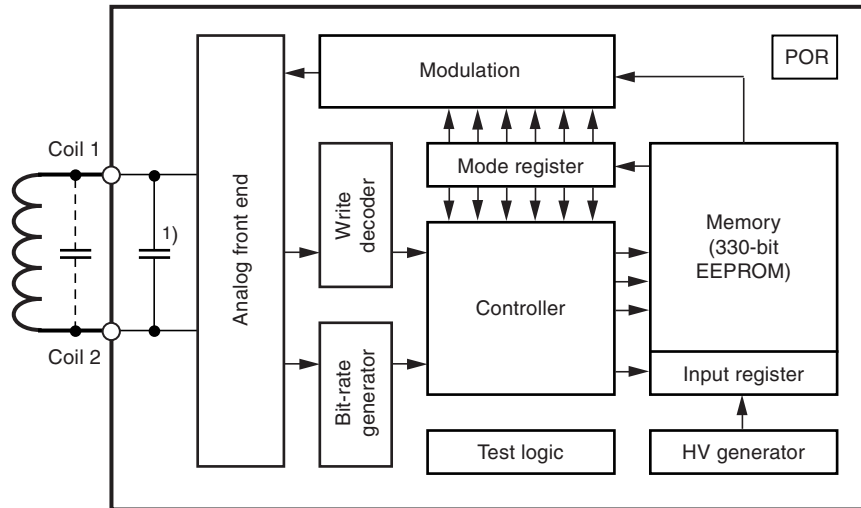 POR
Modulation
Coil 1
Mode register
1)
Analog front end
Write
decoder
Memory
(330-bit
EEPROM)
Controller
Coil 2
Bit-rate
generator
Input register
Test logic
HV generator